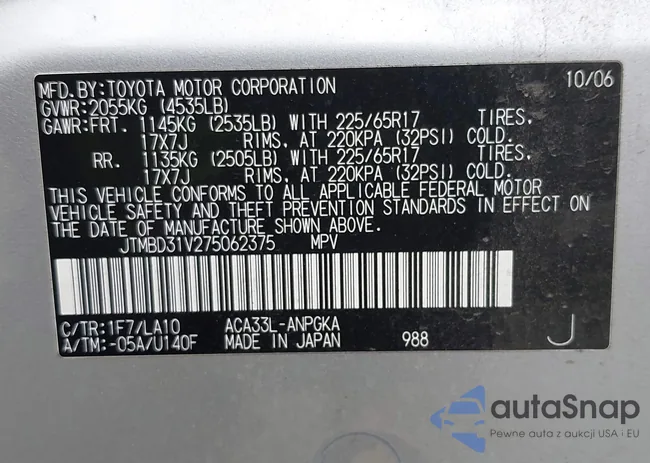 MFD.BY:TOYOTA MOTOR CORPORATION 10/06
GVWR:2055KG (4535LB)
GAWR:FRT. 1145KG (2535LB) WITH 225/65R17 TIRES.
17X7J RIMS, AT 220KPA (32PSI) COLD.
RR. 1135KG (2505LB) WITH 225/65R17 TIRES.
17X7J RIMS, AT 220KPA (32PSI) COLD.
THIS VEHICLE CONFORMS TO ALL APPLICABLE FEDERAL MOTOR
VEHICLE SAFETY AND THEFT PREVENTION STANDARDS IN EFFECT ON
THE DATE OF MANUFACTURE SHOWN ABOVE.
JTMBD31V275062375 MPV
C/TR:1F7/LA10 ACA33L-ANPGKA
A/TM:-05A/U140F MADE IN JAPAN 988 J
autoSnap
Pewne auta z aukcji USA i EU